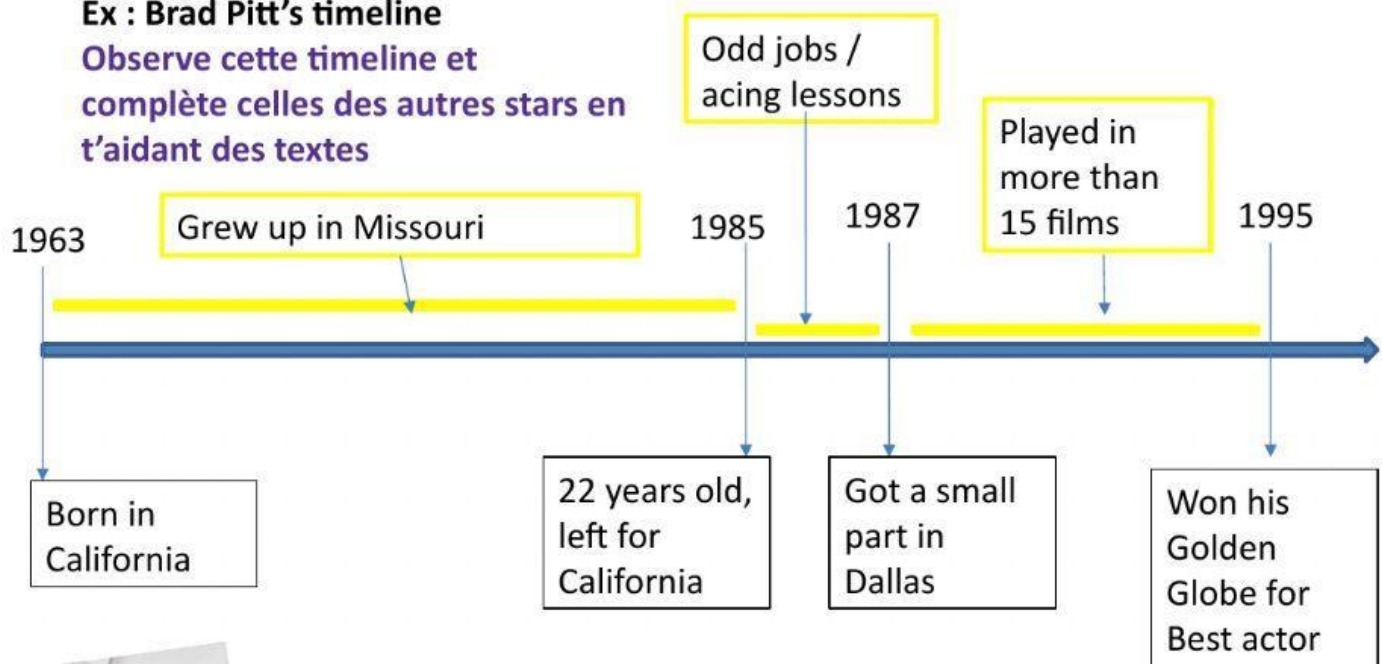 Ex : Brad Pitt's timeline
Observe cette timeline et
complète celles des autres stars en
t'aidant des textes
Odd jobs /
acing lessons
Played in
more than
15 films
1963
Grew up in Missouri
1985
1987
1995
Born in
California
22 years old,
left for
California
Got a small
part in
Dallas
Won his
Golden
Globe for
Best actor